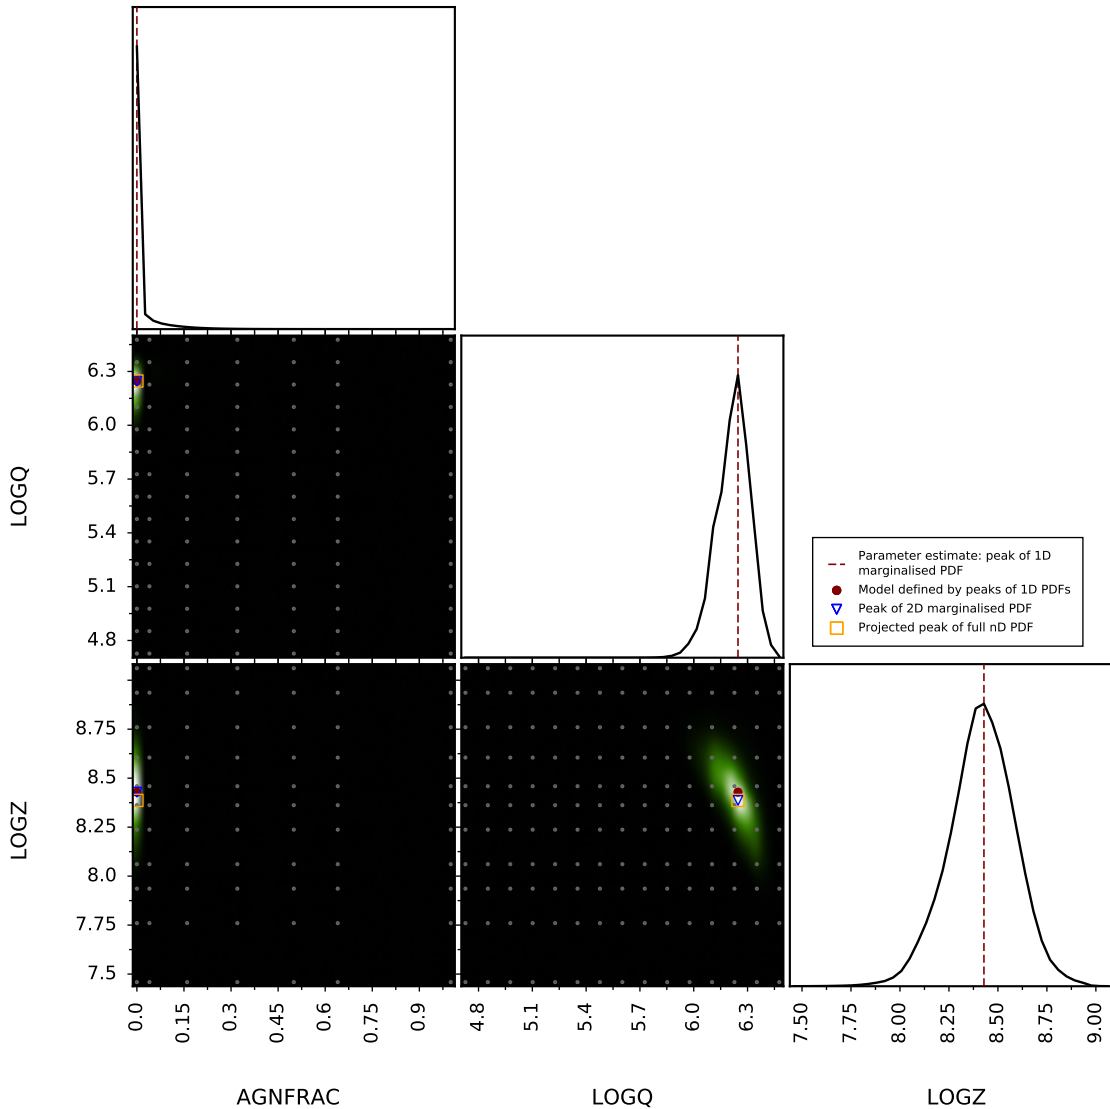 LOGQ
6.3
6.0
5.7
5.4
5.1
4.8
Parameter estimate: peak of 1D
marginalised PDF
Model defined by peaks of 1D PDFs
Peak of 2D marginalised PDF
Projected peak of full nD PDF
LOGZ
8.75
8.5
8.25
8.0
7.75
7.5
0.0 0.15 0.3 0.45 0.6 0.75 0.9
4.8 5.1 5.4 5.7 6.0 6.3
7.50 7.75 8.00 8.25 8.50 8.75 9.00
AGNFRAC
LOGQ
LOGZ